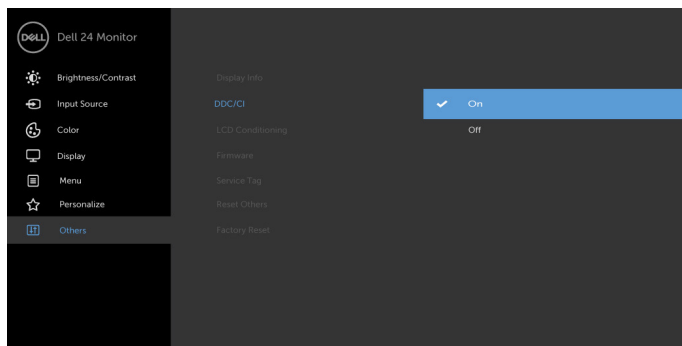 DELL Dell 24 Monitor
Brightness/Contrast
Input Source
Color
Display
Menu
Personalize
Others
Display Info
DDC/CI
LCD Conditioning
Firmware
Service Tag
Reset Others
Factory Reset
On
Off